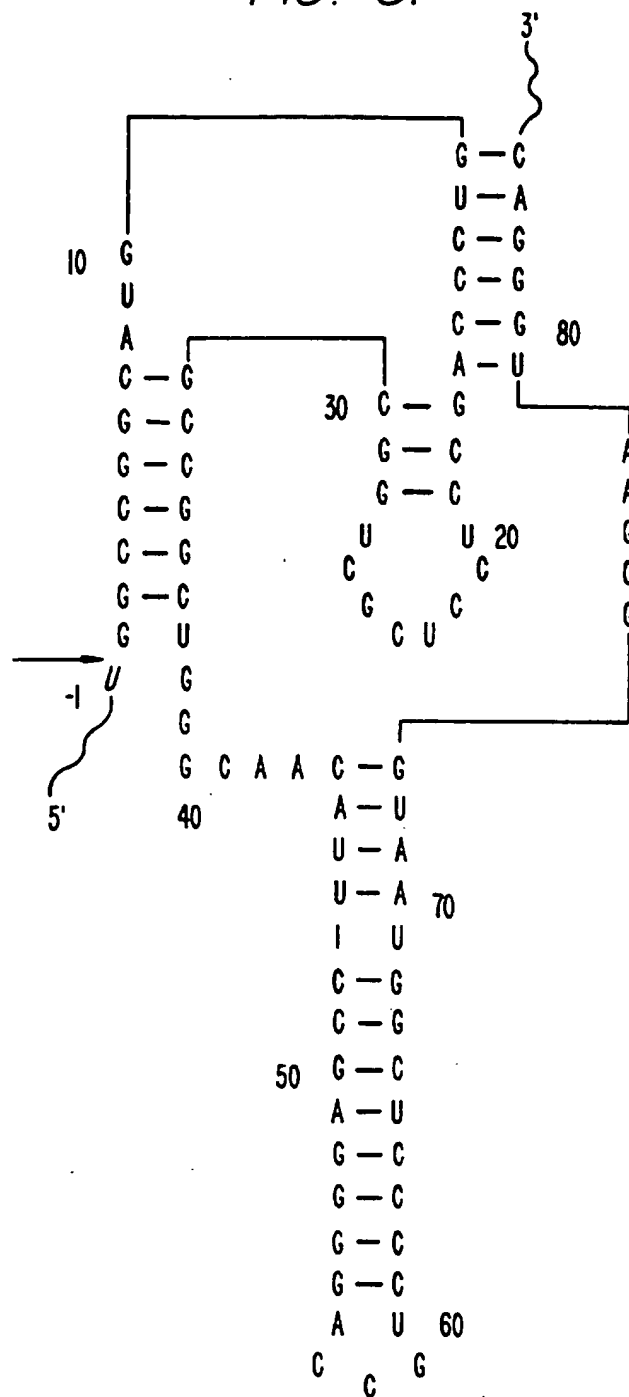 3'
G – C
U – A
C – G
C – G
10 G
U
A
C – G
80
A – U
C – G
30 C – G
G – C
G – C
G – C
G – C
G – C
U U 20
C – G
C C
C – G
G C
G – C
C U
G U
-1 U
G
G
5'
G C A A C – G
40
A – U
U – A
U – A
70
I U
C – G
C – G
50 G – C
A – U
G – C
G – C
G – C
G – C
A U 60
C C G